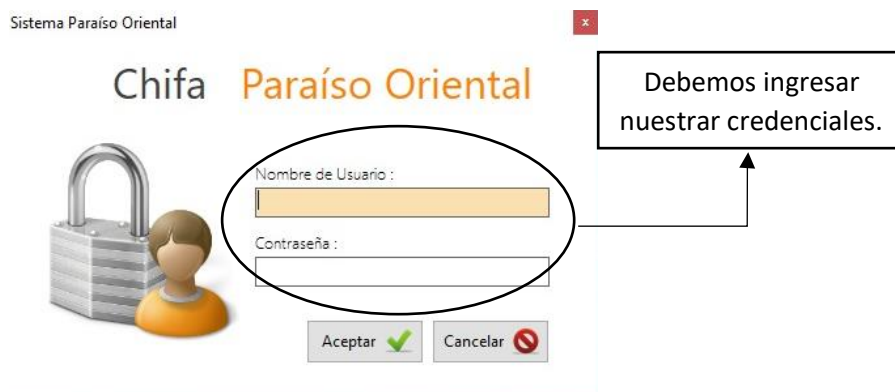 Sistema Paraíso Oriental
x
Chifa Paraíso Oriental
Debemos ingresar
nuestrar credenciales.
Nombre de Usuario :
Contraseña :
Aceptar
Cancelar